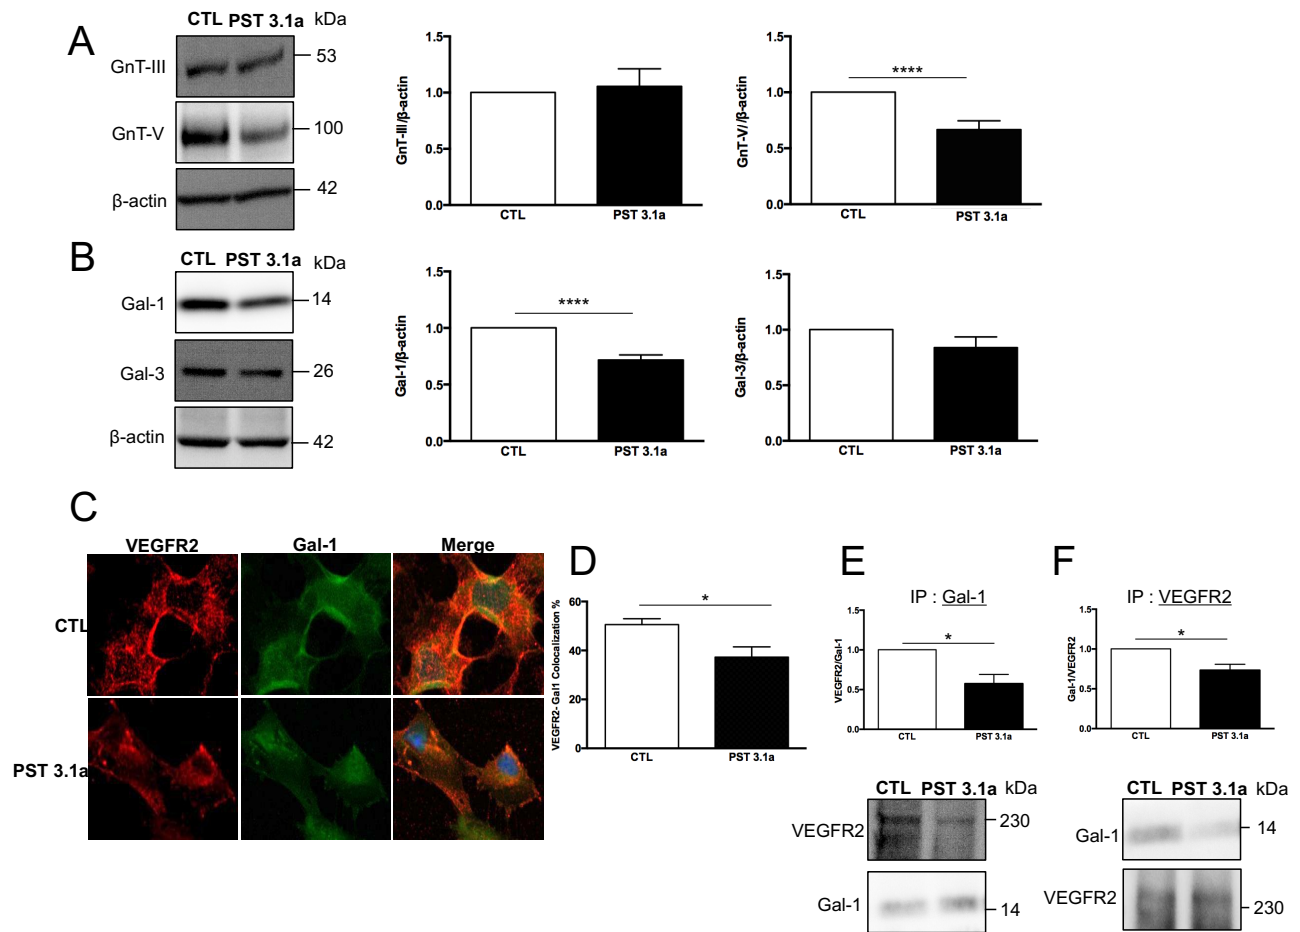 A
CTL PST 3.1a kDa
GnT-III
53
GnT-V
100
β-actin
42
GnT-III/β-actin
1.5
1.0
0.5
0.0
CTL
PST 3.1a
GnT-V//β-actin
1.5
1.0
0.5
0.0
****
CTL
PST 3.1a
B
CTL PST 3.1a kDa
Gal-1
14
Gal-3
26
β-actin
42
Gal-1/β-actin
1.5
1.0
0.5
0.0
****
CTL
PST 3.1a
Gal-3/β-actin
1.5
1.0
0.5
0.0
CTL
PST 3.1a
C
VEGFR2 Gal-1 Merge
CTL
PST 3.1a
D
VEGFR2- Gal1 Colocalization %
60
40
20
0
*
CTL
PST 3.1a
E
IP : Gal-1
VEGFR2/Gal-1
1.5
1.0
0.5
0.0
*
CTL
PST 3.1a
CTL PST 3.1a kDa
VEGFR2
230
Gal-1
14
F
IP : VEGFR2
Gal-1/VEGFR2
1.5
1.0
0.5
0.0
*
CTL
PST 3.1a
CTL PST 3.1a kDa
Gal-1
14
VEGFR2
230